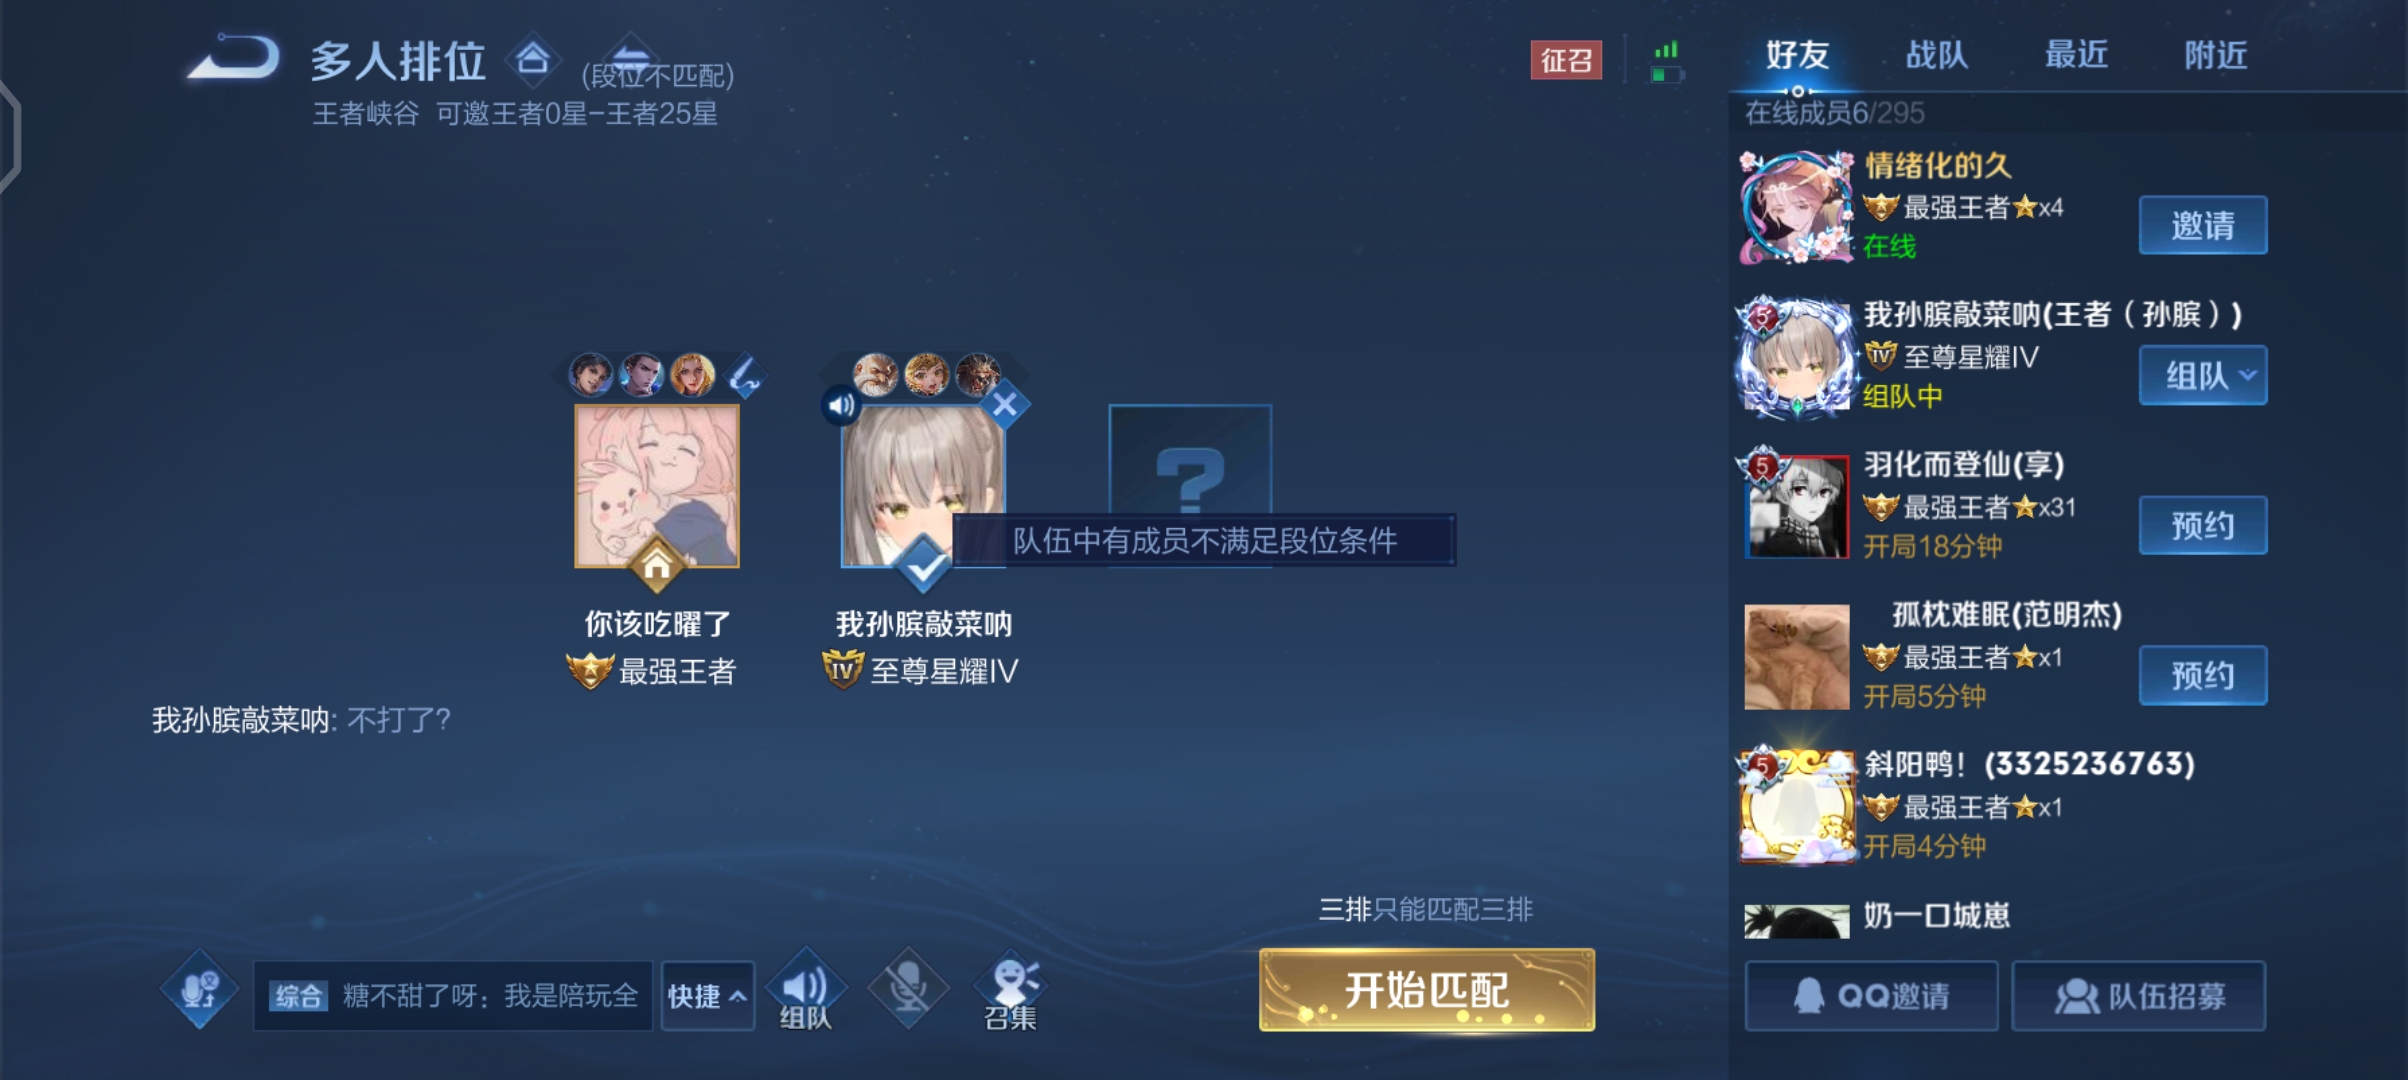 多人排位
(段位不匹配)
王者峡谷 可邀王者0星-王者25星
征召
好友 战队 最近 附近
在线成员6/295
情绪化的久
最强王者 x4
在线
邀请
5
我孙膑敲菜呐(王者（孙膑）)
IV 至尊星耀IV
组队中
组队
5
羽化而登仙(享)
最强王者 x31
开局18分钟
预约
孤枕难眠(范明杰)
最强王者 x1
开局5分钟
预约
5
斜阳鸭！(3325236763)
最强王者 x1
开局4分钟
奶一口城崽
QQ邀请
队伍招募
?
队伍中有成员不满足段位条件
你该吃曜了
最强王者
我孙膑敲菜呐
IV 至尊星耀IV
我孙膑敲菜呐: 不打了?
三排只能匹配三排
开始匹配
综合 糖不甜了呀：我是陪玩全
快捷
组队
召集